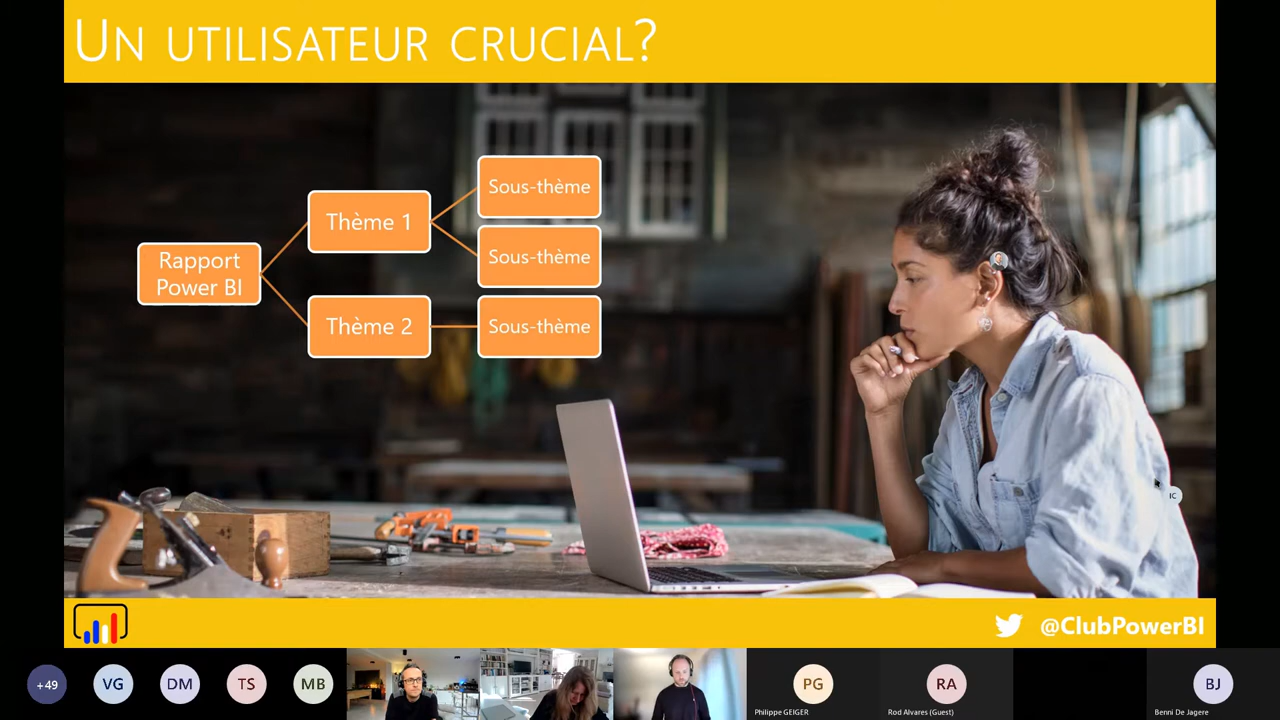 UN UTILISATEUR CRUCIAL?
Rapport
Power BI
Thème 1
Thème 2
Sous-thème
Sous-thème
Sous-thème
IC
@ClubPowerBI
+49
VG
DM
TS
MB
PG
Philippe GEIGER
RA
Rod Alvares (Guest)
BJ
Benni De Jagere